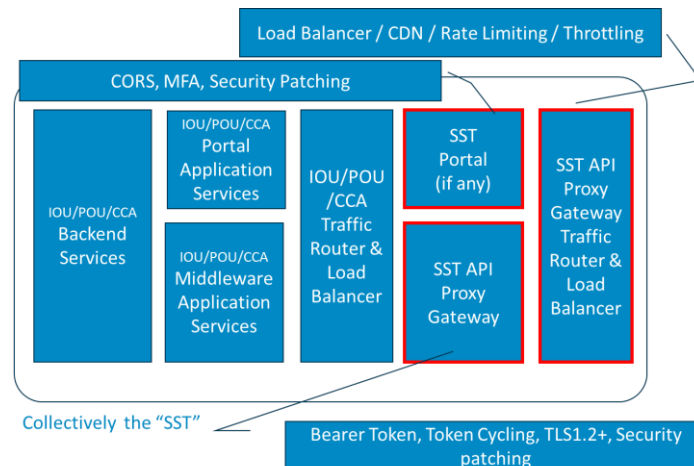 Load Balancer / CDN / Rate Limiting / Throttling
CORS, MFA, Security Patching
IOU/POU/CCA
Backend
Services
IOU/POU/CCA
Portal
Application
Services
IOU/POU/CCA
Middleware
Application
Services
IOU/POU
/CCA
Traffic
Router &
Load
Balancer
SST
Portal
(if any)
SST API
Proxy
Gateway
SST API
Proxy
Gateway
Traffic
Router &
Load
Balancer
Collectively the “SST”
Bearer Token, Token Cycling, TLS1.2+, Security
patching